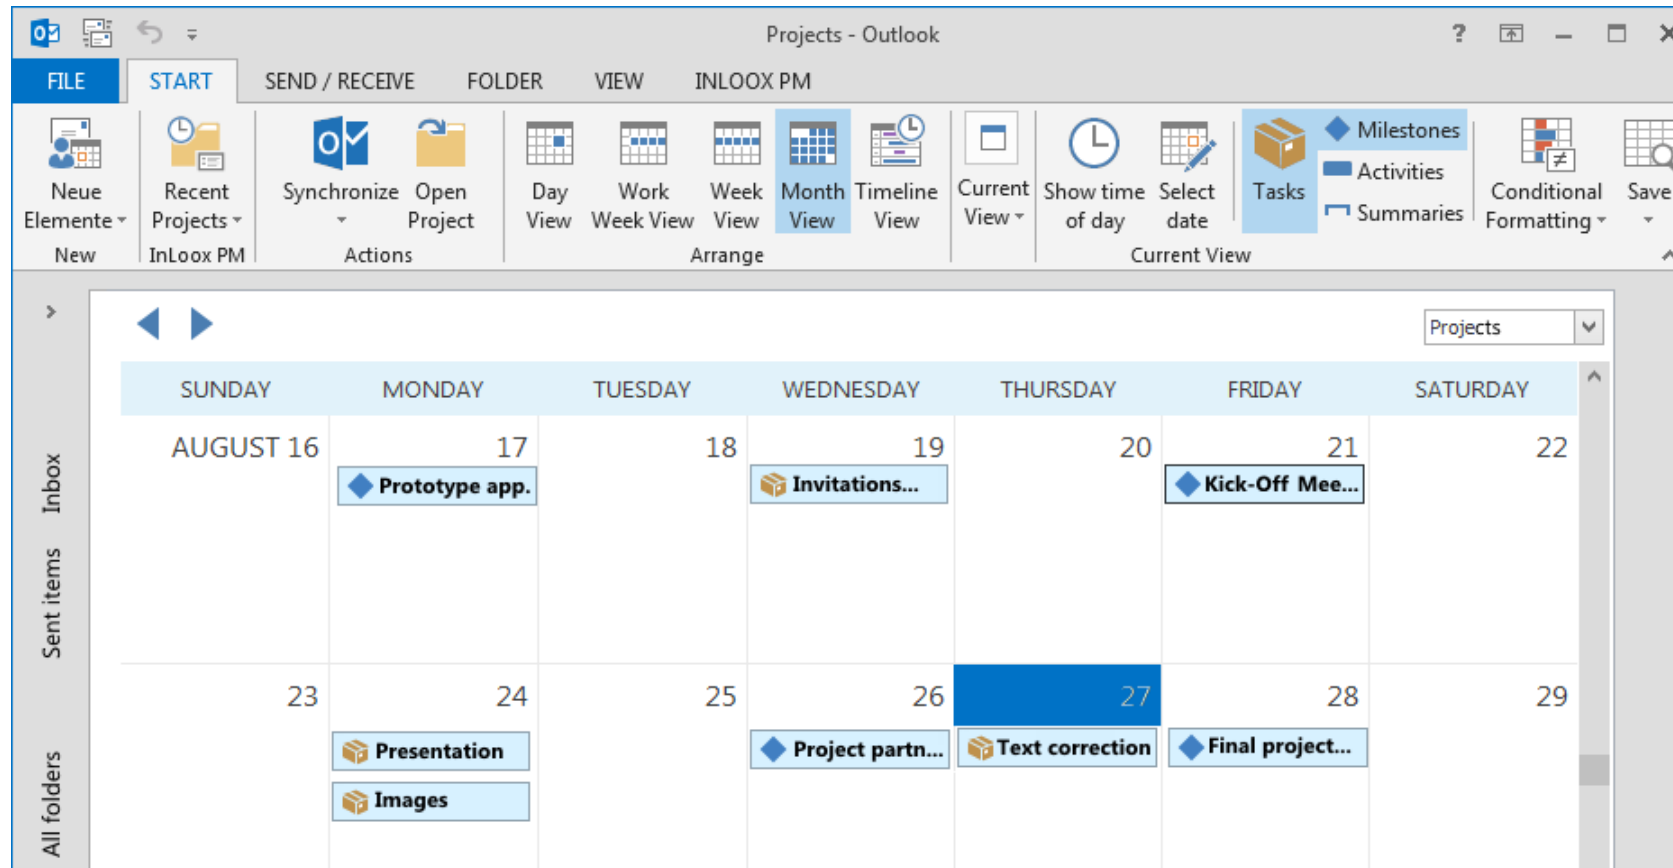 Projects - Outlook
FILE START SEND / RECEIVE FOLDER VIEW INLOOX PM
Neue Elemente
Recent Projects
Synchronize
Open Project
Day View
Work Week View
Week View
Month View
Timeline View
Current View
Show time of day
Select date
Tasks
Milestones
Activities
Summaries
Conditional Formatting
Save
New InLoox PM Actions Arrange Current View
Projects
Inbox
Sent items
All folders
SUNDAY MONDAY TUESDAY WEDNESDAY THURSDAY FRIDAY SATURDAY
AUGUST 16 17 18 19 20 21 22
Prototype app. Invitations... Kick-Off Mee...
23 24 25 26 27 28 29
Presentation Project partn... Text correction Final project...
Images